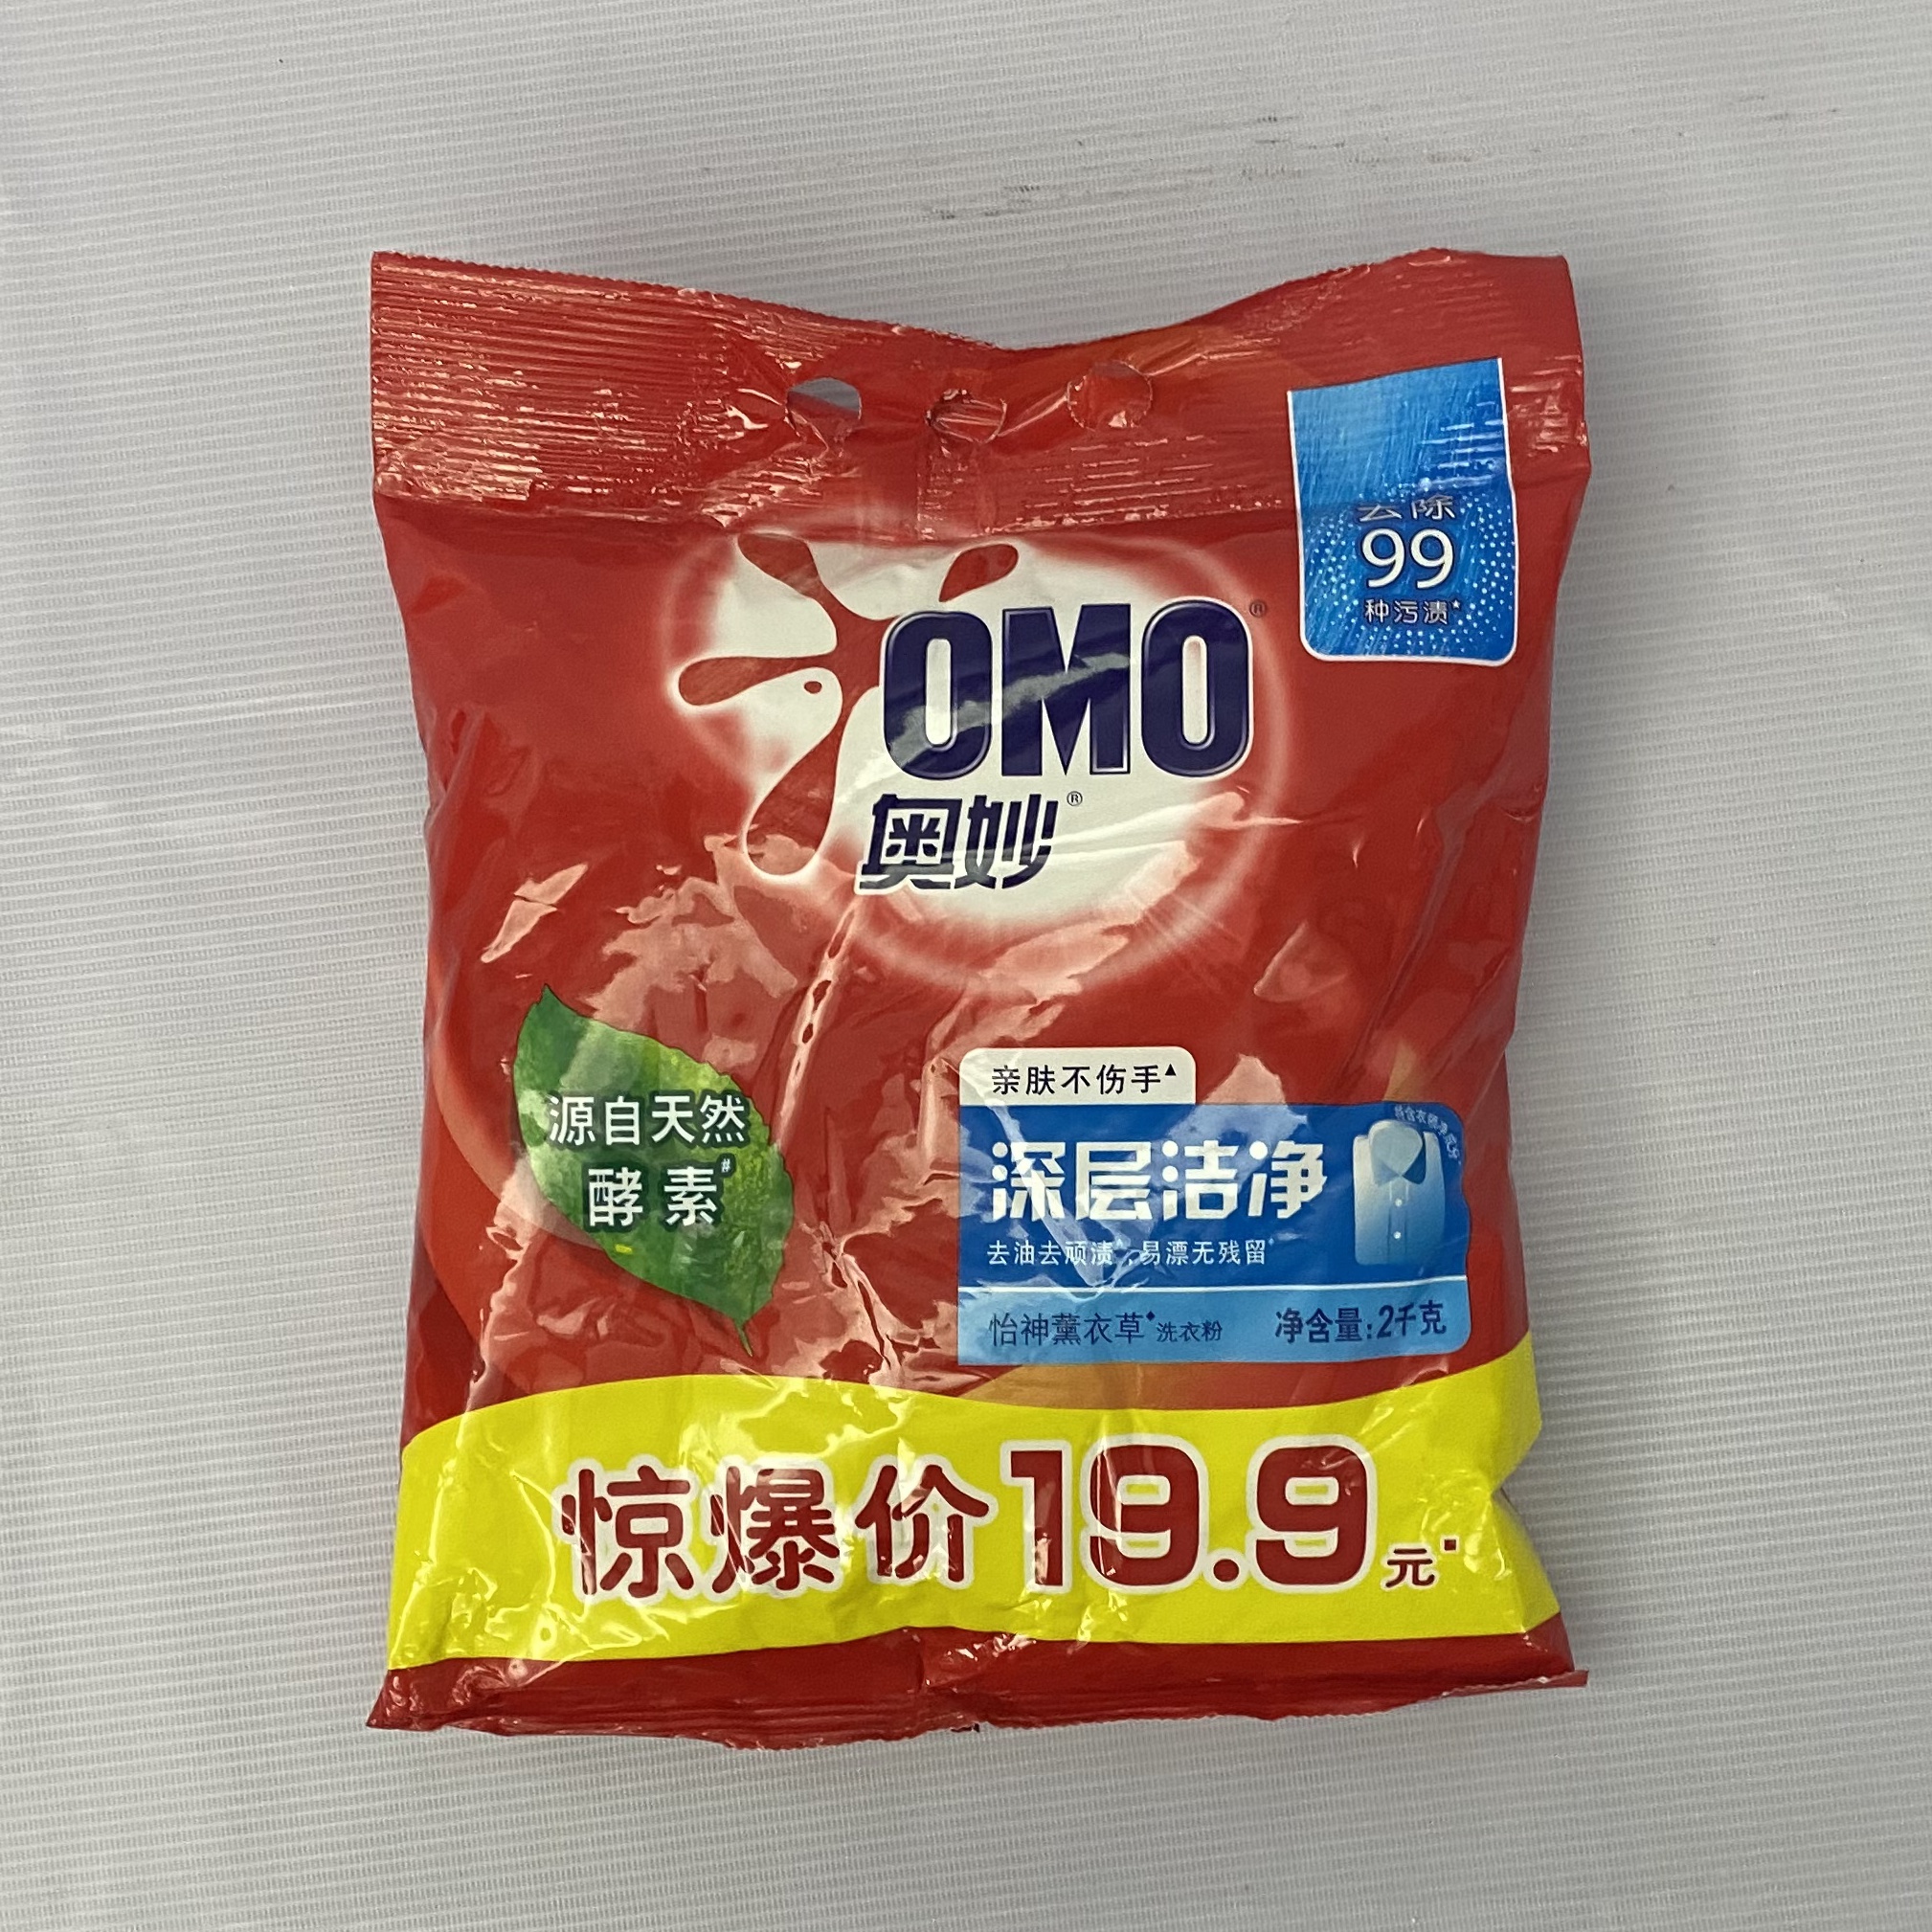 去除
99
种污渍*
OMO®
奥妙®
源自天然
酵素#
亲肤不伤手▲
深层洁净
去油去顽渍^,易漂无残留
怡神薰衣草◆洗衣粉 净含量:2千克
惊爆价19.9元▪